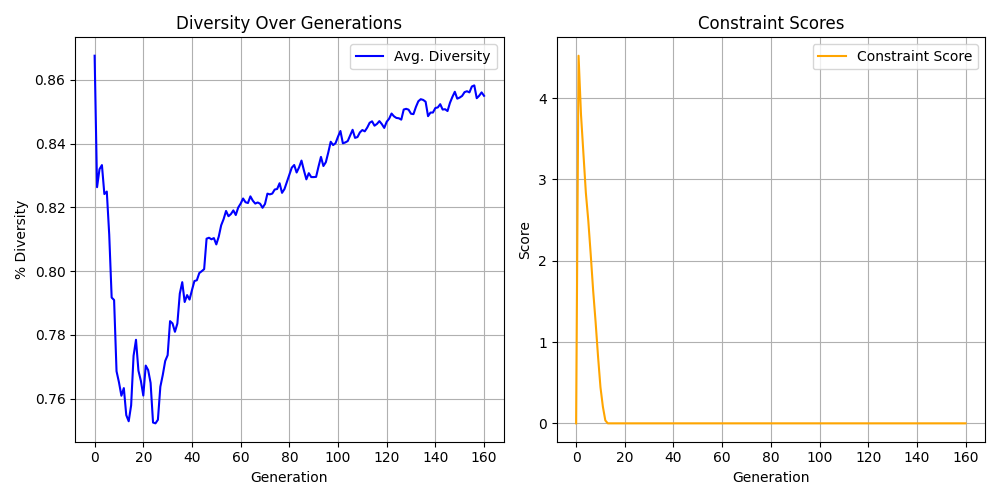 Diversity Over Generations
Avg. Diversity
% Diversity
0.86
0.84
0.82
0.80
0.78
0.76
0 20 40 60 80 100 120 140 160
Generation
Constraint Scores
Constraint Score
Score
4
3
2
1
0
0 20 40 60 80 100 120 140 160
Generation